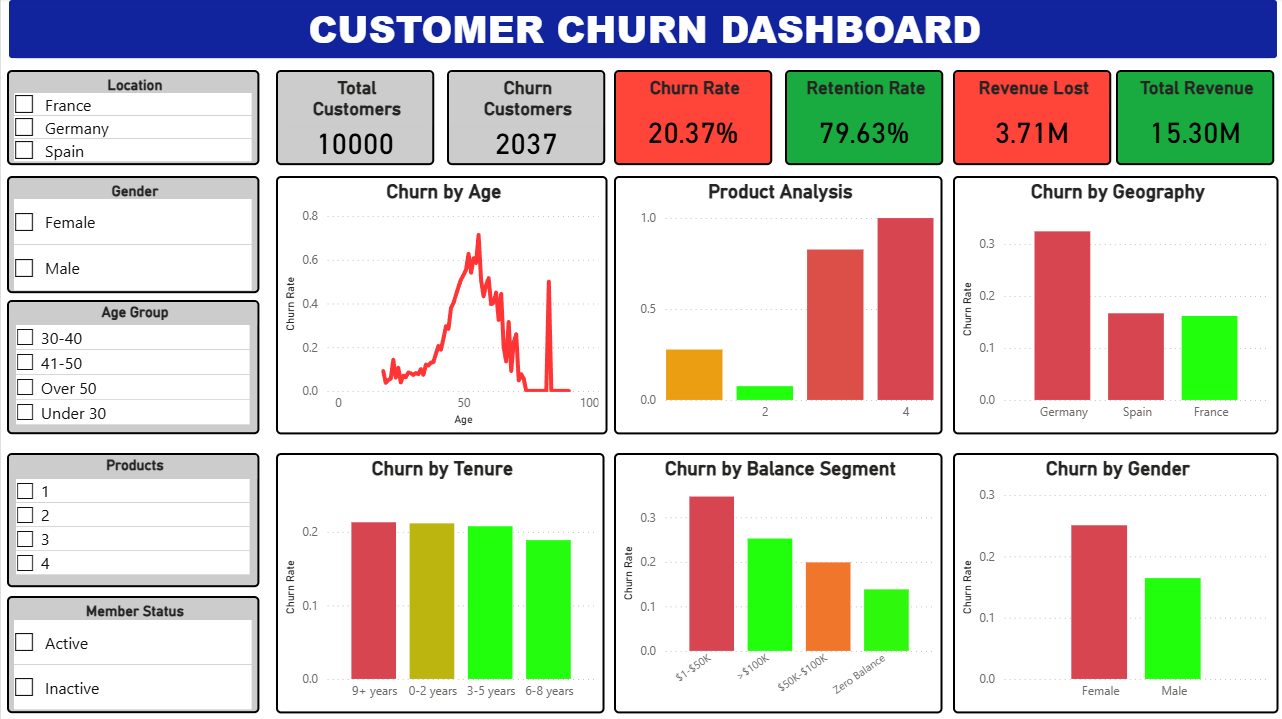 CUSTOMER CHURN DASHBOARD
Location
France
Germany
Spain
Total
Customers
10000
Churn
Customers
2037
Churn Rate
20.37%
Retention Rate
79.63%
Revenue Lost
3.71M
Total Revenue
15.30M
Gender
Female
Male
Age Group
30-40
41-50
Over 50
Under 30
Products
1
2
3
4
Member Status
Active
Inactive
Churn by Age
Churn Rate
0.8
0.6
0.4
0.2
0.0
0
50
100
Age
Product Analysis
1.0
0.5
0.0
2
4
Churn by Geography
Churn Rate
0.3
0.2
0.1
0.0
Germany
Spain
France
Churn by Tenure
Churn Rate
0.2
0.1
0.0
9+ years
0-2 years
3-5 years
6-8 years
Churn by Balance Segment
Churn Rate
0.3
0.2
0.1
0.0
$1-$50K
>$100K
$50K-$100K
Zero Balance
Churn by Gender
Churn Rate
0.3
0.2
0.1
0.0
Female
Male